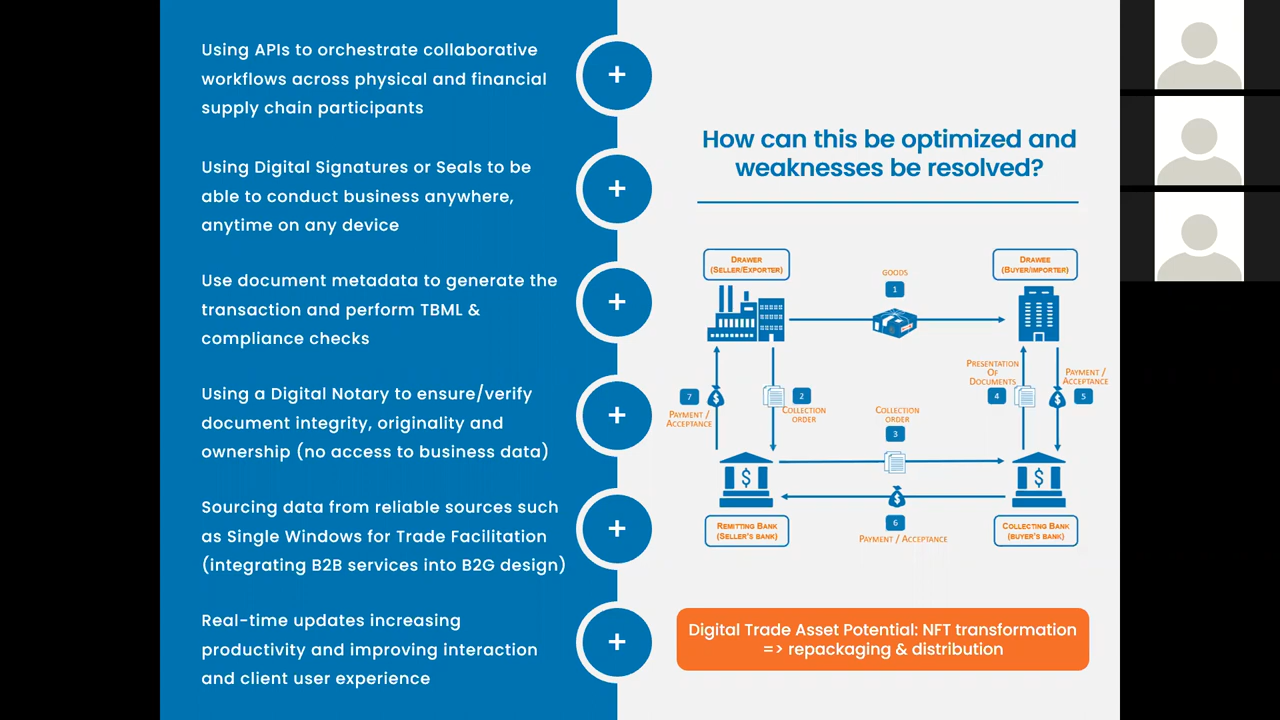 Using APIs to orchestrate collaborative
workflows across physical and financial
supply chain participants
Using Digital Signatures or Seals to be
able to conduct business anywhere,
anytime on any device
Use document metadata to generate the
transaction and perform TBML &
compliance checks
Using a Digital Notary to ensure/verify
document integrity, originality and
ownership (no access to business data)
Sourcing data from reliable sources such
as Single Windows for Trade Facilitation
(integrating B2B services into B2G design)
Real-time updates increasing
productivity and improving interaction
and client user experience
How can this be optimized and
weaknesses be resolved?
DRAWER
(SELLER/EXPORTER)
GOODS
1
DRAWEE
(BUYER/IMPORTER)
7
PAYMENT /
ACCEPTANCE
2
COLLECTION
ORDER
COLLECTION
ORDER
3
PRESENTATION
OF
DOCUMENTS
4
PAYMENT /
ACCEPTANCE
5
REMITTING BANK
(SELLER'S BANK)
6
PAYMENT / ACCEPTANCE
COLLECTING BANK
(BUYER'S BANK)
Digital Trade Asset Potential: NFT transformation
=> repackaging & distribution